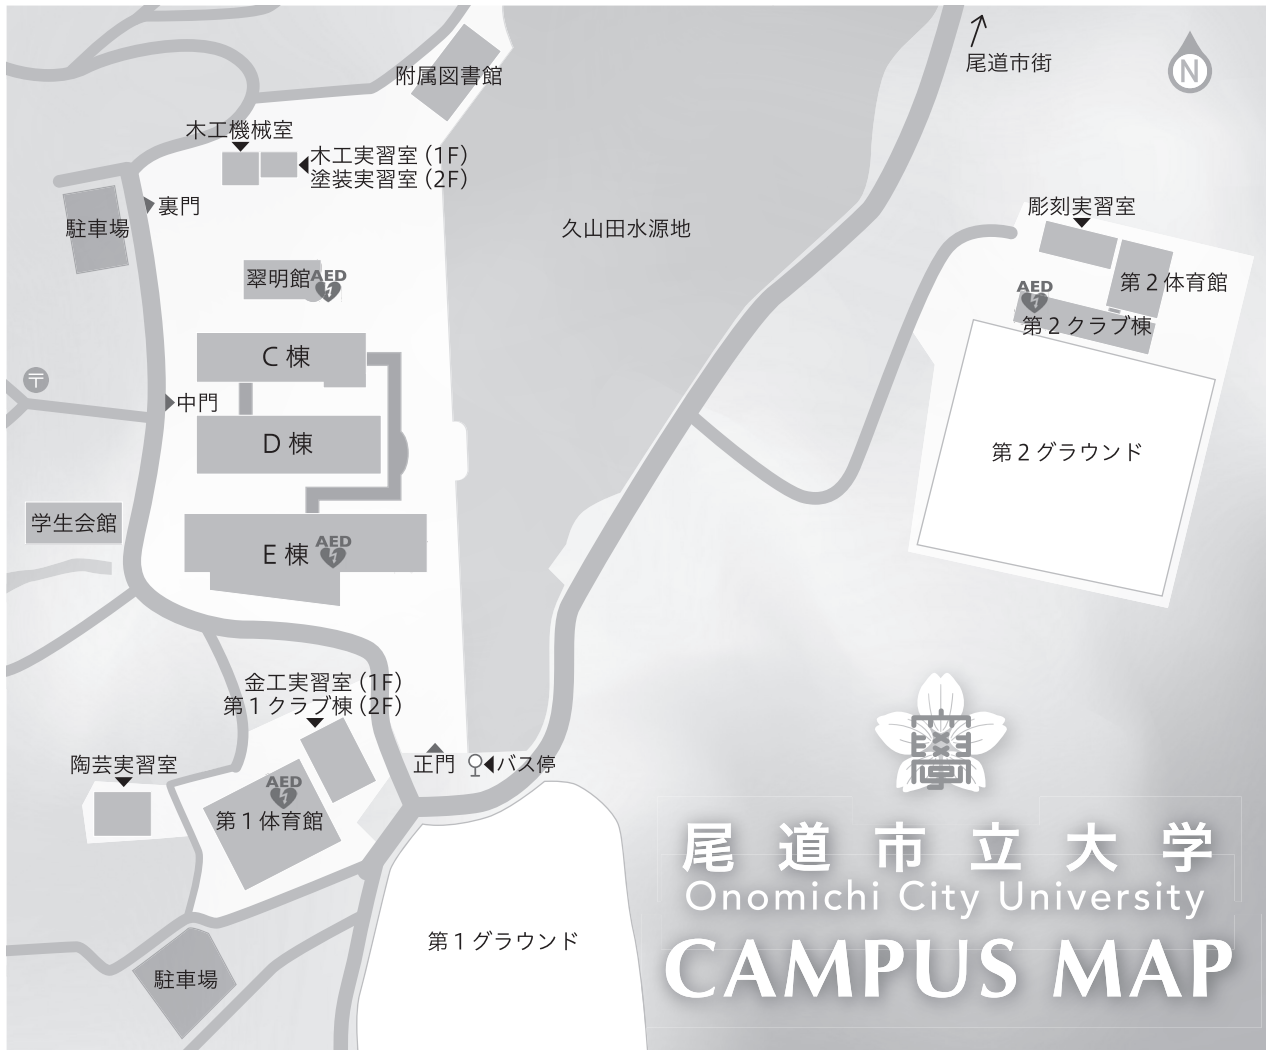 尾道市街
N
附属図書館
木工機械室
木工実習室（1F）
塗装実習室（2F）
裏門
駐車場
久山田水源地
彫刻実習室
第2体育館
AED
第2クラブ棟
翠明館
AED
C棟
〒
中門
D棟
第2グラウンド
学生会館
E棟
AED
金工実習室（1F）
第1クラブ棟（2F）
陶芸実習室
正門
バス停
AED
第1体育館
第1グラウンド
駐車場
尾道市立大学
Onomichi City University
CAMPUS MAP